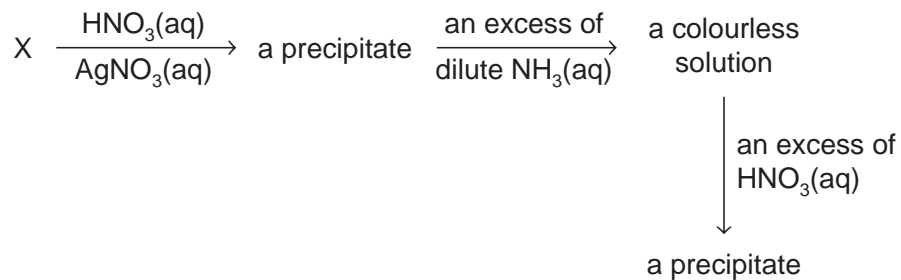 X
HNO₃(aq)
AgNO₃(aq)
a precipitate
an excess of
dilute NH₃(aq)
a colourless
solution
an excess of
HNO₃(aq)
a precipitate